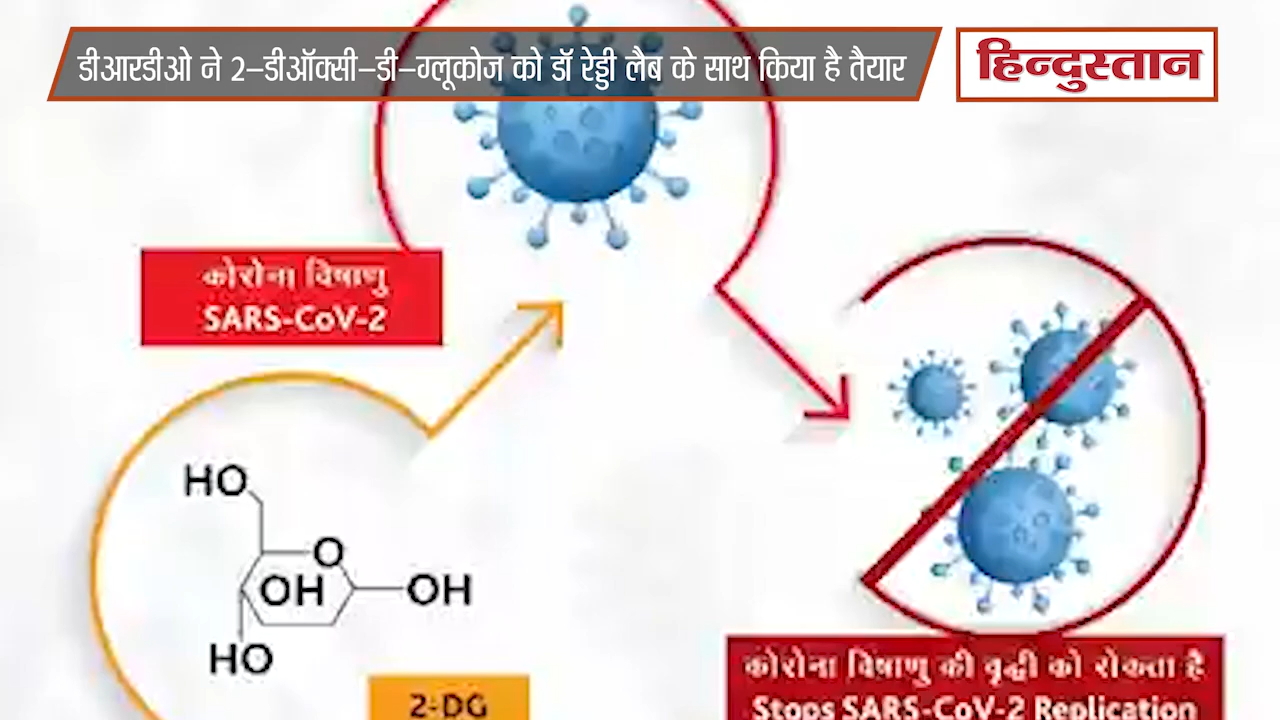 डीआरडीओ ने 2-डीऑक्सी-डी-ग्लूकोज को डॉ रेड्डी लैब के साथ किया है तैयार
हिन्दुस्तान
कोरोना विषाणु
SARS-CoV-2
HO
O
OH
OH
HO
2-DG
कोरोना विषाणु की वृद्धी को रोकता है
Stops SARS-CoV-2 Replication